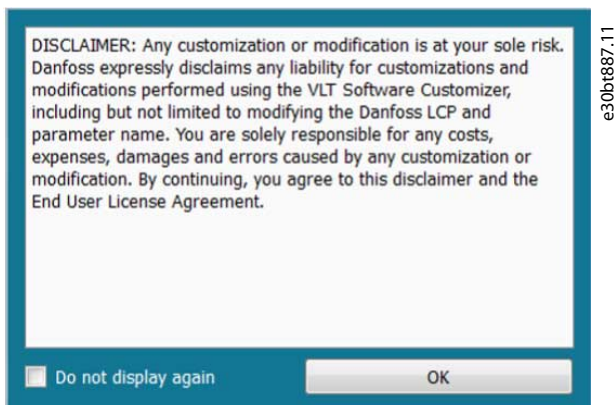 DISCLAIMER: Any customization or modification is at your sole risk.
Danfoss expressly disclaims any liability for customizations and
modifications performed using the VLT Software Customizer,
including but not limited to modifying the Danfoss LCP and
parameter name. You are solely responsible for any costs,
expenses, damages and errors caused by any customization or
modification. By continuing, you agree to this disclaimer and the
End User License Agreement.
Do not display again
OK
e30bt887.11